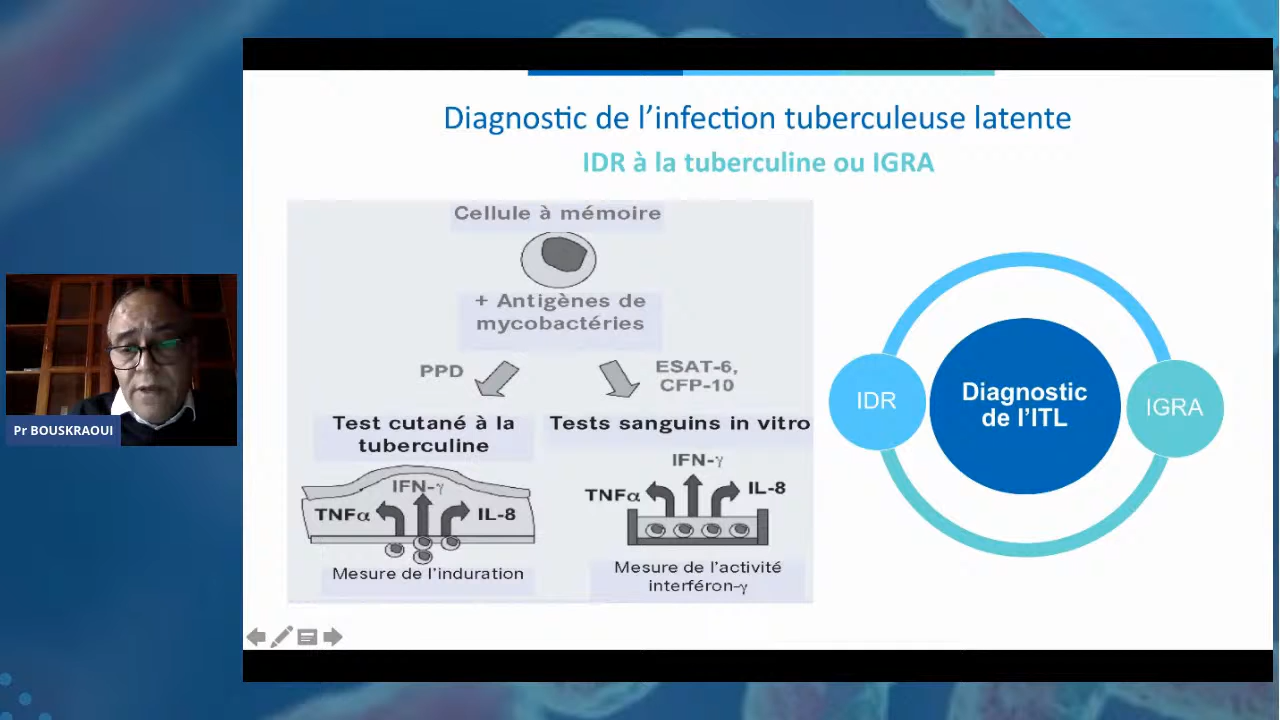 Diagnostic de l’infection tuberculeuse latente
IDR à la tuberculine ou IGRA
Cellule à mémoire
+ Antigènes de
mycobactéries
PPD
ESAT-6,
CFP-10
Test cutané à la
tuberculine
IFN-γ
TNFα
IL-8
Mesure de l’induration
Tests sanguins in vitro
IFN-γ
TNFα
IL-8
Mesure de l’activité
interféron-γ
IDR
Diagnostic
de l’ITL
IGRA
Pr BOUSKRAOUI